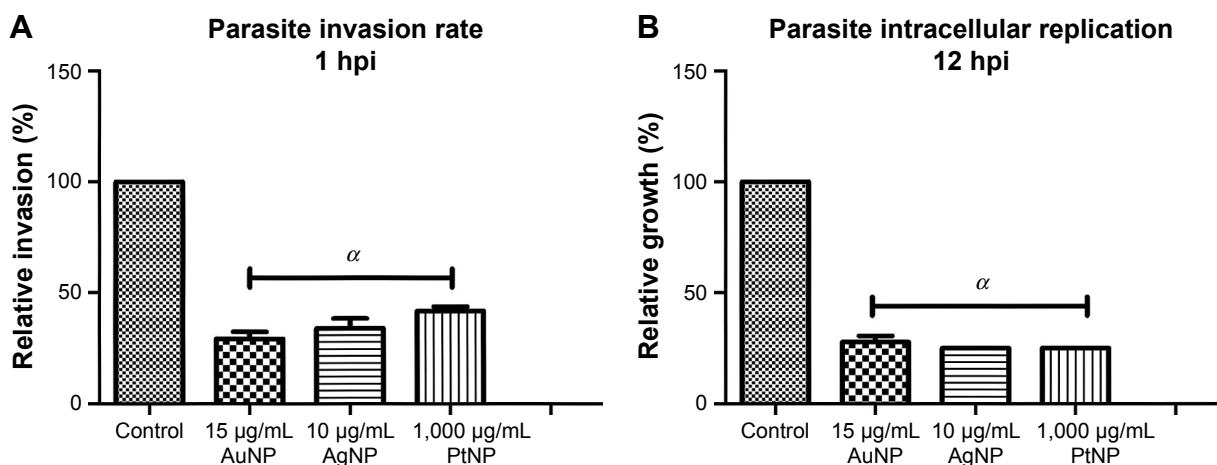 A
Parasite invasion rate
1 hpi
Relative invasion (%)
150
100
50
0
α
Control
15 µg/mL
AuNP
10 µg/mL
AgNP
1,000 µg/mL
PtNP
B
Parasite intracellular replication
12 hpi
Relative growth (%)
150
100
50
0
α
Control
15 µg/mL
AuNP
10 µg/mL
AgNP
1,000 µg/mL
PtNP